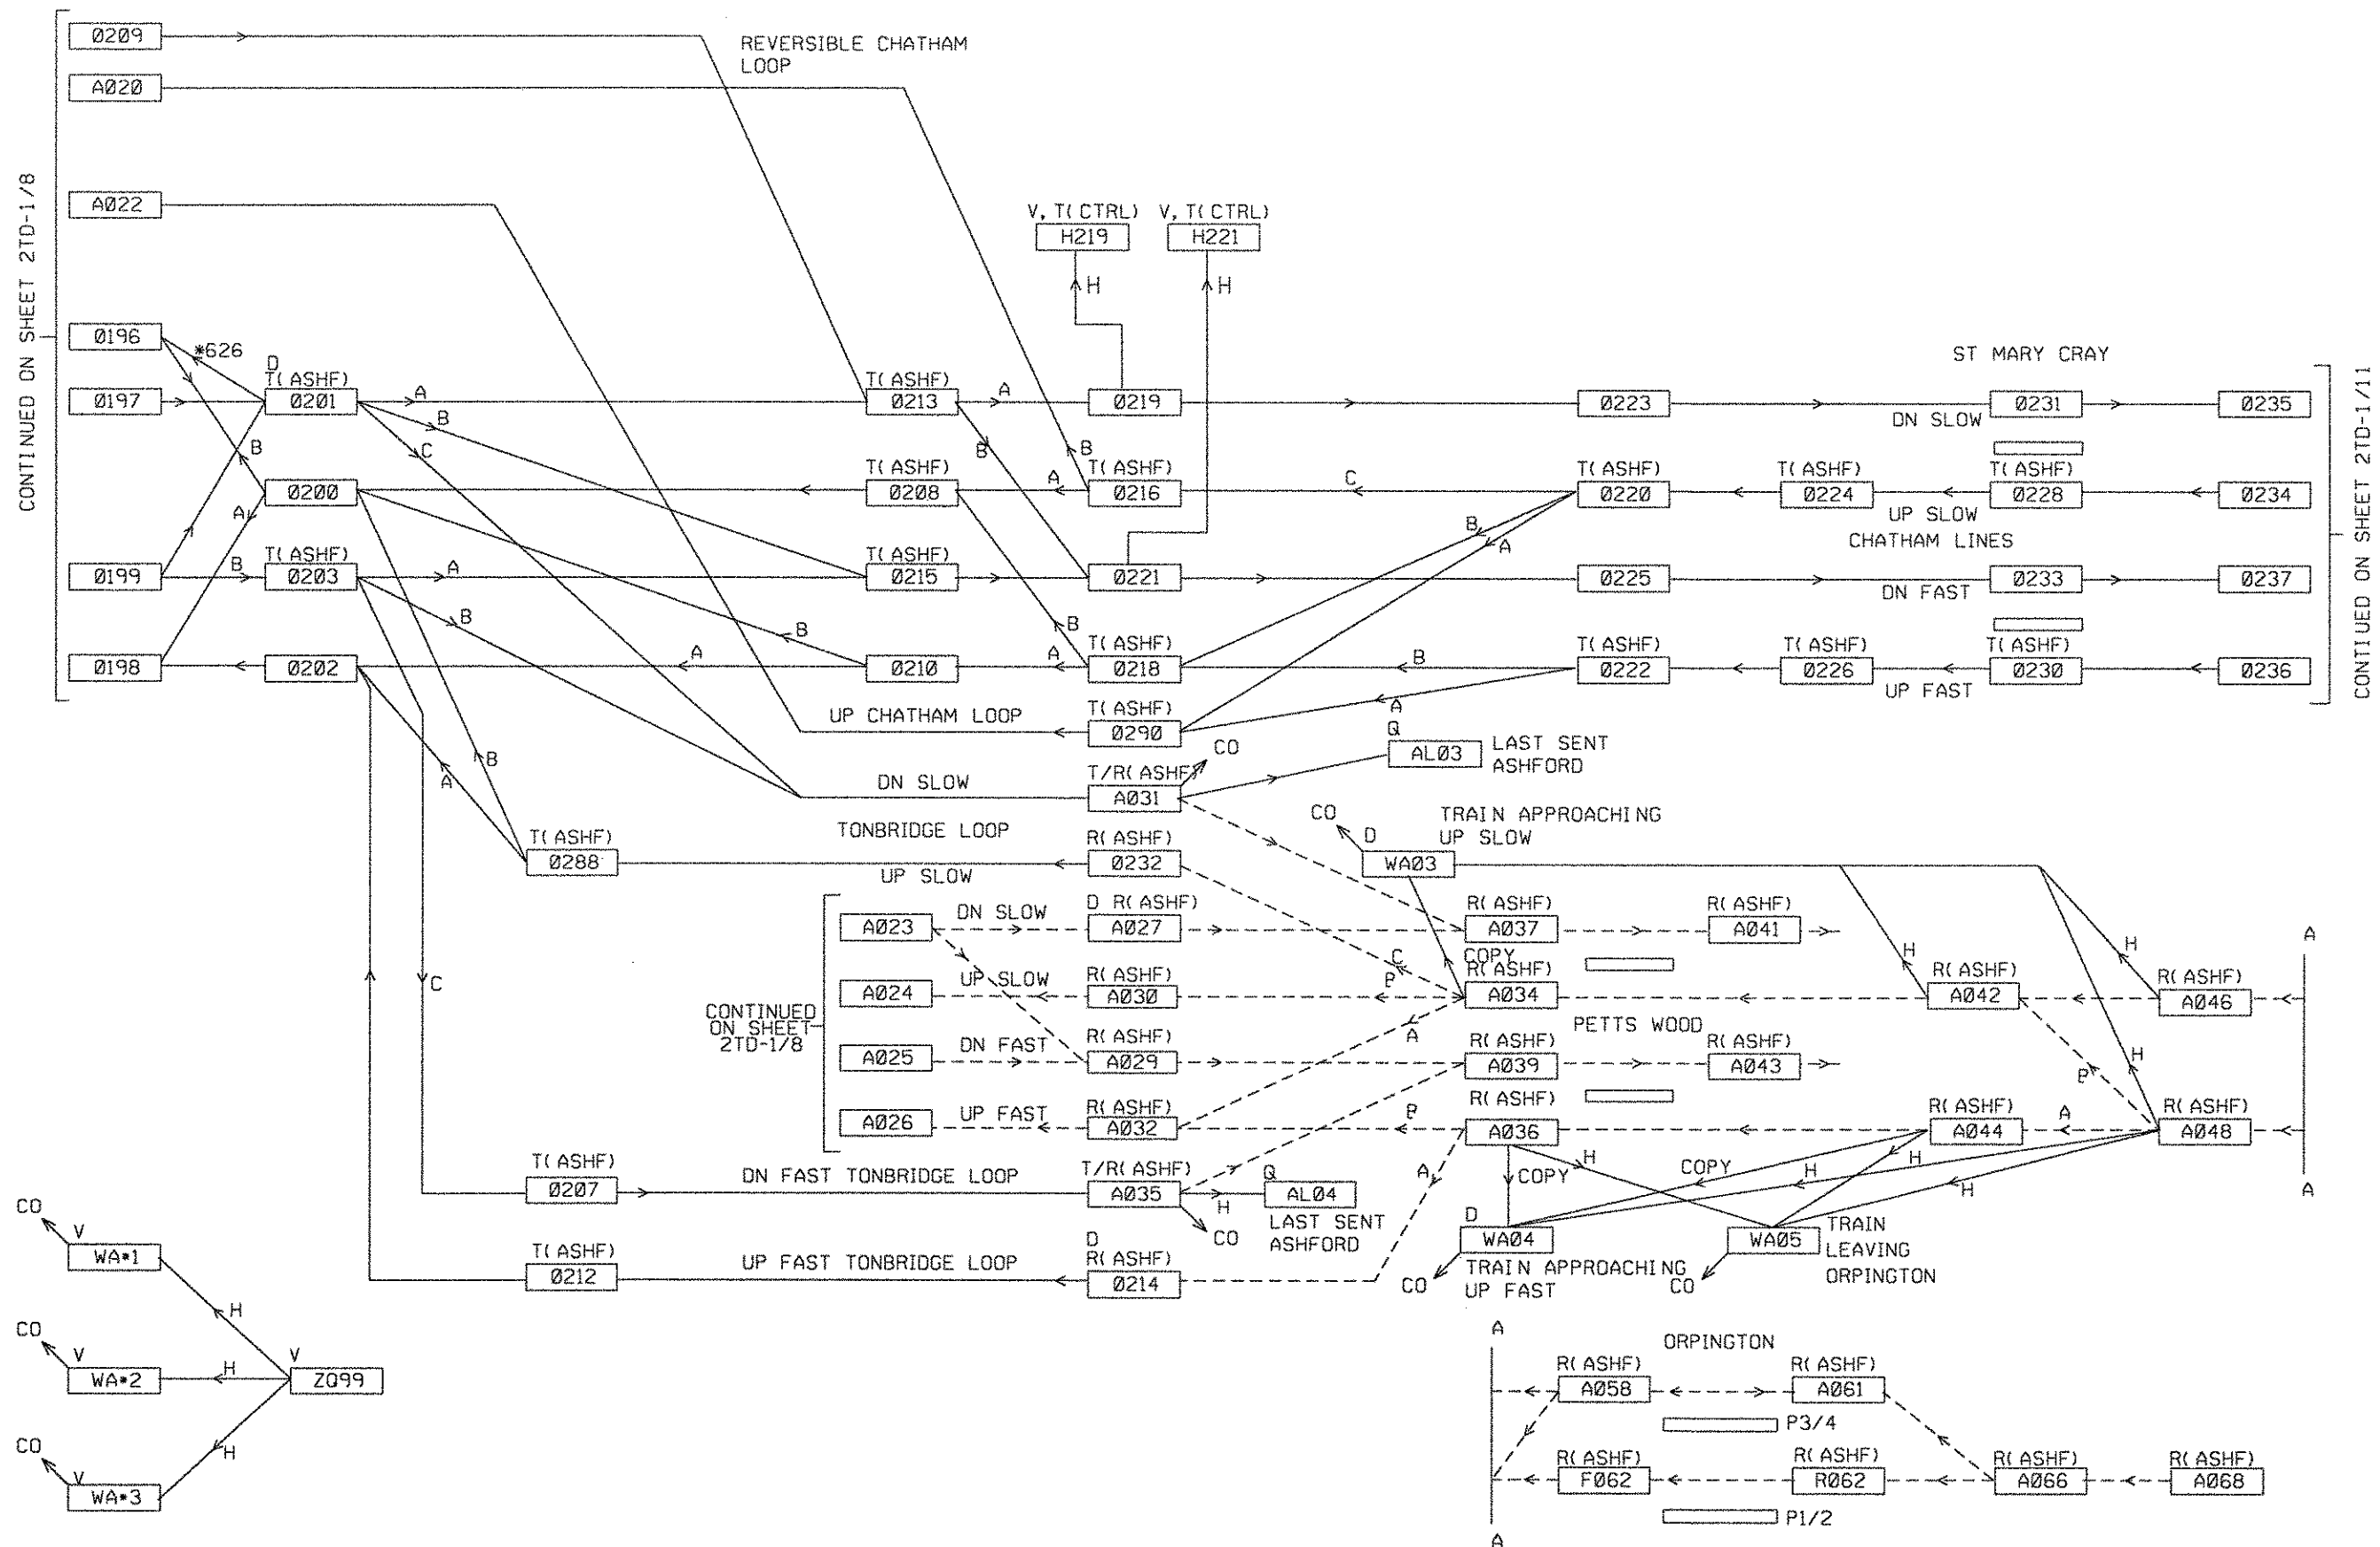 0209
REVERSIBLE CHATHAM
LOOP
A020
CONTINUED ON SHEET 2TD-1/8
A022
V, T( CTRL)
V, T( CTRL)
H219
H221
H
H
0196
*626
D
T( ASHF)
T( ASHF)
ST MARY CRAY
0197
0201
A
0213
A
0219
0223
0231
0235
DN SLOW
B
C
B
B
B
T( ASHF)
T( ASHF)
T( ASHF)
T( ASHF)
T( ASHF)
0200
0208
A
0216
C
0220
0224
0228
0234
A
UP SLOW
B
A
CHATHAM LINES
T( ASHF)
T( ASHF)
0199
B
0203
A
0215
0221
0225
0233
0237
DN FAST
B
B
B
T( ASHF)
T( ASHF)
T( ASHF)
T( ASHF)
0198
0202
A
0210
A
0218
B
0222
0226
0230
0236
UP FAST
CONTIUED ON SHEET 2TD-1/11
A
UP CHATHAM LOOP
T( ASHF)
0290
Q
CO
AL03
LAST SENT
ASHFORD
B
A
DN SLOW
T/R( ASHF)
A031
TONBRIDGE LOOP
T( ASHF)
0288
R( ASHF)
0232
UP SLOW
CO
D
TRAIN APPROACHING
UP SLOW
WA03
A023
DN SLOW
D R( ASHF)
A027
R( ASHF)
A037
R( ASHF)
A041
C
COPY
H
H
A
A024
UP SLOW
R( ASHF)
A030
B
C
R( ASHF)
A034
R( ASHF)
A042
R( ASHF)
A046
CONTINUED
ON SHEET
2TD-1/8
PETTS WOOD
A
A025
DN FAST
R( ASHF)
A029
R( ASHF)
A039
R( ASHF)
A043
H
B
A026
UP FAST
R( ASHF)
A032
B
R( ASHF)
A036
R( ASHF)
A044
A
R( ASHF)
A048
T( ASHF)
0207
DN FAST TONBRIDGE LOOP
T/R( ASHF)
A035
H
Q
AL04
CO
LAST SENT
ASHFORD
A
COPY
H
COPY
H
H
H
A
T( ASHF)
0212
UP FAST TONBRIDGE LOOP
D
R( ASHF)
0214
D
WA04
CO
TRAIN APPROACHING
UP FAST
WA05
CO
TRAIN
LEAVING
ORPINGTON
CO
V
WA*1
H
CO
V
WA*2
H
V
ZQ99
CO
V
WA*3
H
A
ORPINGTON
R( ASHF)
A058
R( ASHF)
A061
P3/4
R( ASHF)
F062
R( ASHF)
R062
R( ASHF)
A066
R( ASHF)
A068
P1/2
A